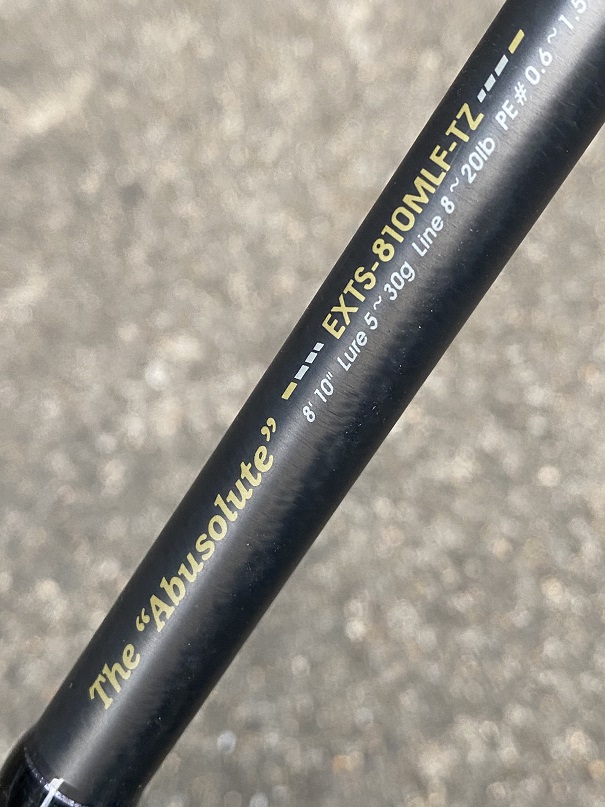 The “Abusolute” EXTS-810MLF-TZ
8' 10" Lure 5~30g Line 8~20lb PE# 0.6~1.5